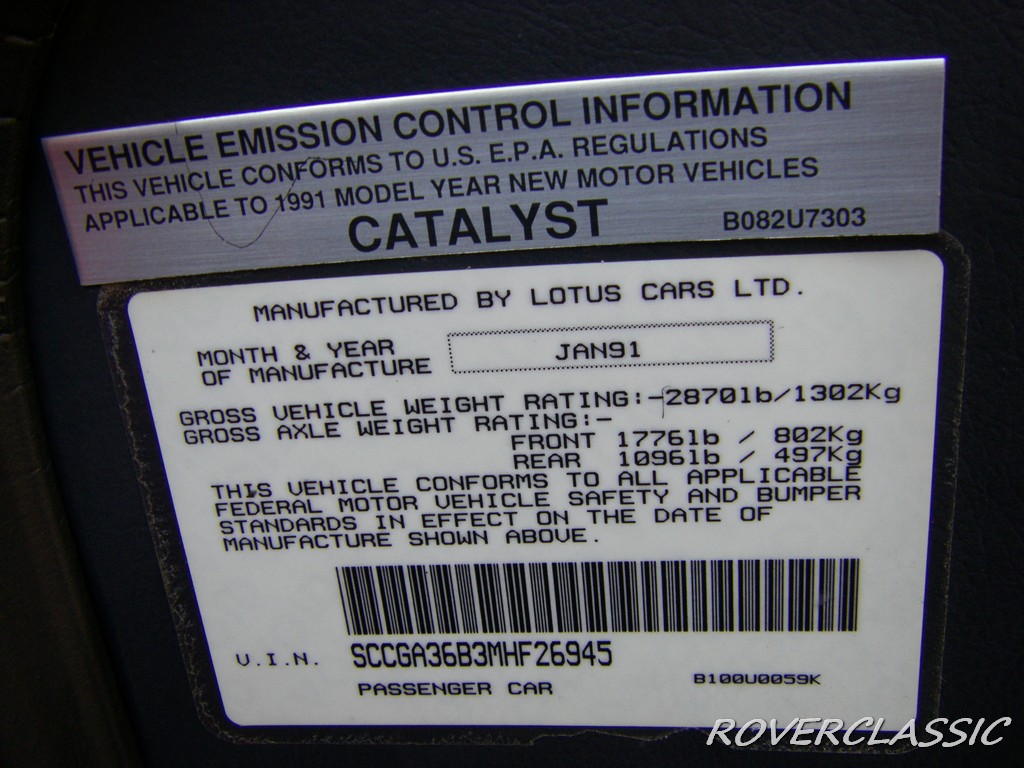 VEHICLE EMISSION CONTROL INFORMATION
THIS VEHICLE CONFORMS TO U.S. E.P.A. REGULATIONS
APPLICABLE TO 1991 MODEL YEAR NEW MOTOR VEHICLES
CATALYST B082U7303
MANUFACTURED BY LOTUS CARS LTD.
MONTH & YEAR
OF MANUFACTURE JAN91
GROSS VEHICLE WEIGHT RATING:-2870lb/1302Kg
GROSS AXLE WEIGHT RATING:-
FRONT 1776lb / 802Kg
REAR 1096lb / 497Kg
THIS VEHICLE CONFORMS TO ALL APPLICABLE
FEDERAL MOTOR VEHICLE SAFETY AND BUMPER
STANDARDS IN EFFECT ON THE DATE OF
MANUFACTURE SHOWN ABOVE.
V.I.N. SCCGA36B3MHF26945
PASSENGER CAR B100U0059K
ROVERCLASSIC